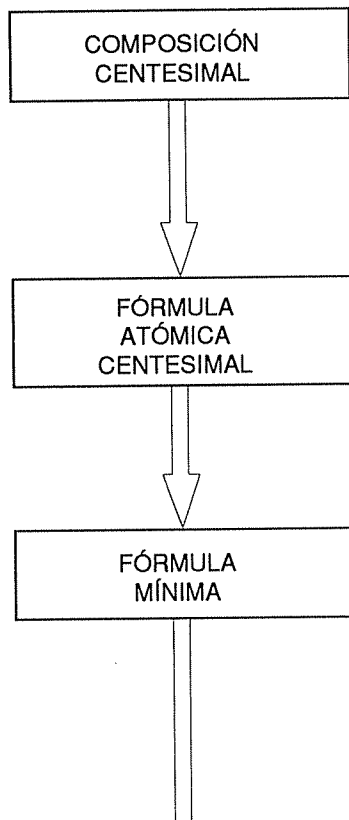 COMPOSICIÓN
CENTESIMAL
FÓRMULA
ATÓMICA
CENTESIMAL
FÓRMULA
MÍNIMA